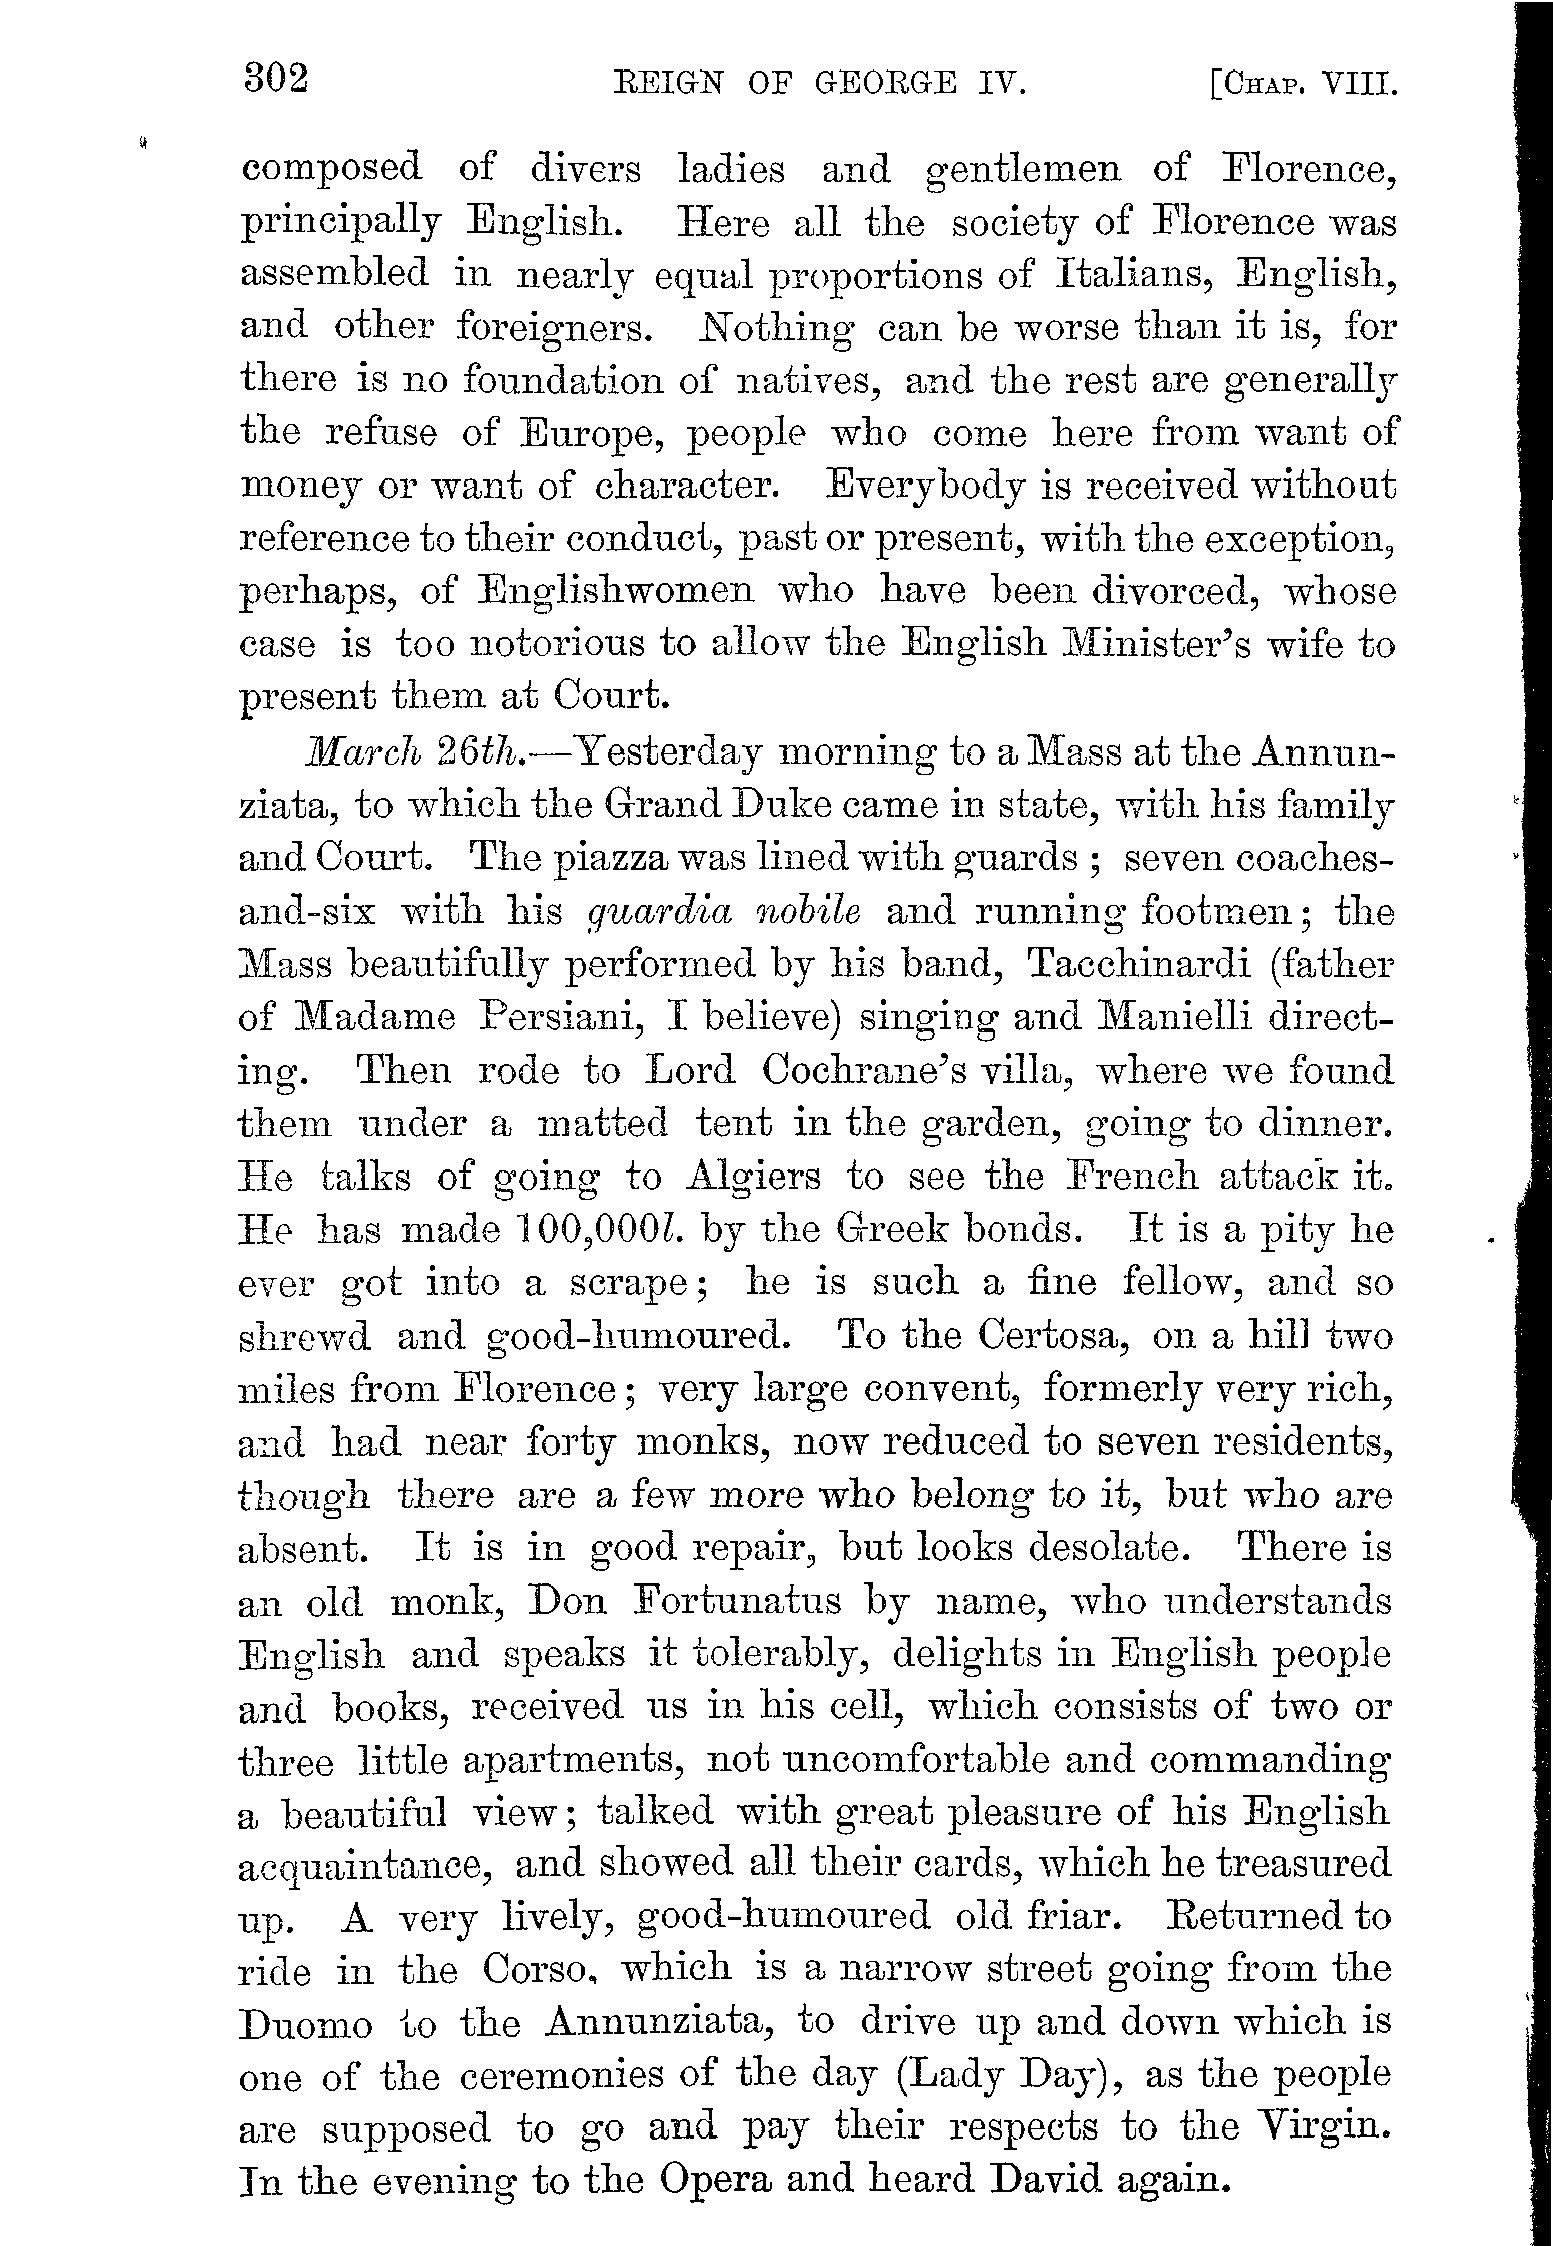 302 REIGN OF GEORGE IV. [CHAP. VIII.
composed of divers ladies and gentlemen of Florence,
principally English. Here all the society of Florence was
assembled in nearly equal proportions of Italians, English,
and other foreigners. Nothing can be worse than it is, for
there is no foundation of natives, and the rest are generally
the refuse of Europe, people who come here from want of
money or want of character. Everybody is received without
reference to their conduct, past or present, with the exception,
perhaps, of Englishwomen who have been divorced, whose
case is too notorious to allow the English Minister's wife to
present them at Court.
March 26th.—Yesterday morning to a Mass at the Annun-
ziata, to which the Grand Duke came in state, with his family
and Court. The piazza was lined with guards ; seven coaches-
and-six with his guardia nobile and running footmen; the
Mass beautifully performed by his band, Tacchinardi (father
of Madame Persiani, I believe) singing and Manielli direct-
ing. Then rode to Lord Cochrane's villa, where we found
them under a matted tent in the garden, going to dinner.
He talks of going to Algiers to see the French attack it.
He has made 100,000l. by the Greek bonds. It is a pity he
ever got into a scrape; he is such a fine fellow, and so
shrewd and good-humoured. To the Certosa, on a hill two
miles from Florence; very large convent, formerly very rich,
and had near forty monks, now reduced to seven residents,
though there are a few more who belong to it, but who are
absent. It is in good repair, but looks desolate. There is
an old monk, Don Fortunatus by name, who understands
English and speaks it tolerably, delights in English people
and books, received us in his cell, which consists of two or
three little apartments, not uncomfortable and commanding
a beautiful view; talked with great pleasure of his English
acquaintance, and showed all their cards, which he treasured
up. A very lively, good-humoured old friar. Returned to
ride in the Corso, which is a narrow street going from the
Duomo to the Annunziata, to drive up and down which is
one of the ceremonies of the day (Lady Day), as the people
are supposed to go and pay their respects to the Virgin.
In the evening to the Opera and heard David again.